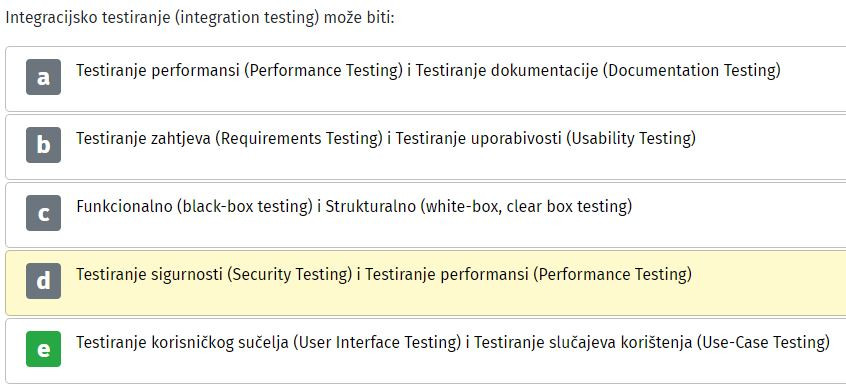 Integracijsko testiranje (integration testing) može biti:
a Testiranje performansi (Performance Testing) i Testiranje dokumentacije (Documentation Testing)
b Testiranje zahtjeva (Requirements Testing) i Testiranje uporabivosti (Usability Testing)
c Funkcionalno (black-box testing) i Strukturalno (white-box, clear box testing)
d Testiranje sigurnosti (Security Testing) i Testiranje performansi (Performance Testing)
e Testiranje korisničkog sučelja (User Interface Testing) i Testiranje slučajeva korištenja (Use-Case Testing)